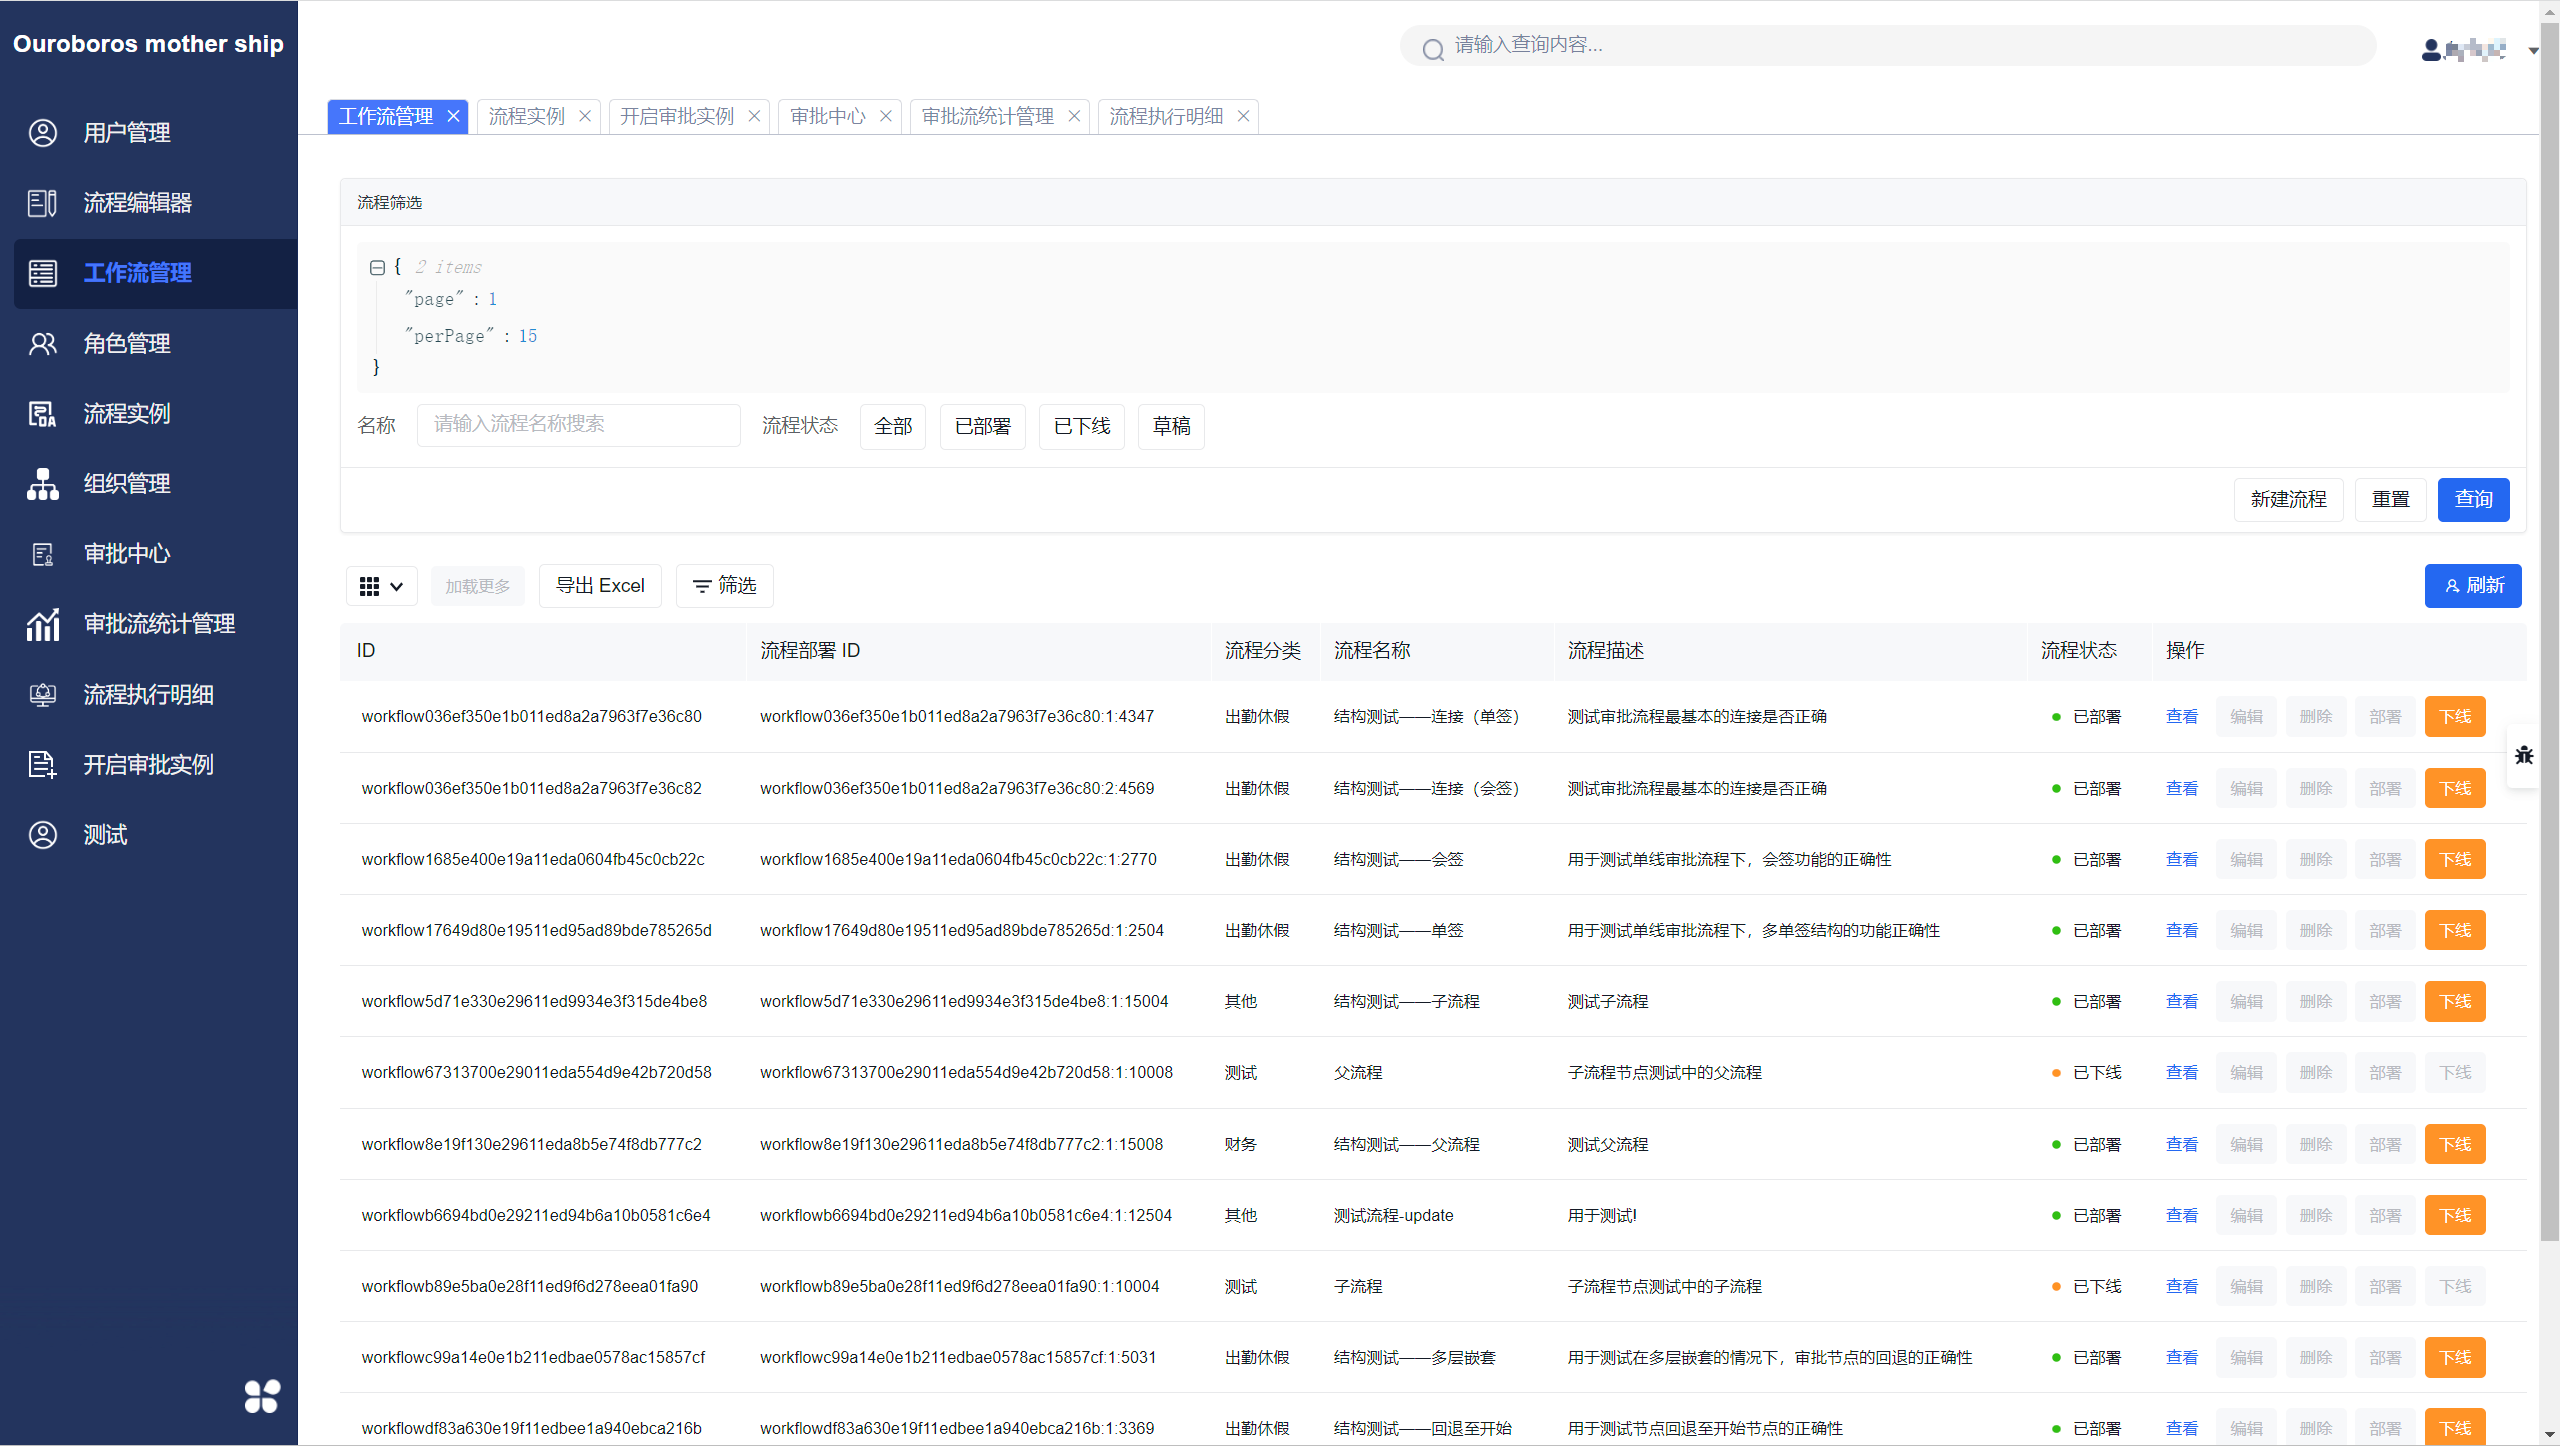 Ouroboros mother ship
请输入查询内容...
用户管理
流程编辑器
工作流管理
角色管理
流程实例
组织管理
审批中心
审批流统计管理
流程执行明细
开启审批实例
测试
工作流管理 流程实例 开启审批实例 审批中心 审批流统计管理 流程执行明细
流程筛选
{ 2 items
"page" : 1
"perPage" : 15
}
名称 请输入流程名称搜索 流程状态 全部 已部署 已下线 草稿
新建流程 重置 查询
加载更多 导出 Excel 筛选 刷新
ID 流程部署 ID 流程分类 流程名称 流程描述 流程状态 操作
workflow036ef350e1b011ed8a2a7963f7e36c80 workflow036ef350e1b011ed8a2a7963f7e36c80:1:4347 出勤休假 结构测试——连接（单签） 测试审批流程最基本的连接是否正确 已部署 查看 编辑 删除 部署 下线
workflow036ef350e1b011ed8a2a7963f7e36c82 workflow036ef350e1b011ed8a2a7963f7e36c80:2:4569 出勤休假 结构测试——连接（会签） 测试审批流程最基本的连接是否正确 已部署 查看 编辑 删除 部署 下线
workflow1685e400e19a11eda0604fb45c0cb22c workflow1685e400e19a11eda0604fb45c0cb22c:1:2770 出勤休假 结构测试——会签 用于测试单线审批流程下，会签功能的正确性 已部署 查看 编辑 删除 部署 下线
workflow17649d80e19511ed95ad89bde785265d workflow17649d80e19511ed95ad89bde785265d:1:2504 出勤休假 结构测试——单签 用于测试单线审批流程下，多单签结构的功能正确性 已部署 查看 编辑 删除 部署 下线
workflow5d71e330e29611ed9934e3f315de4be8 workflow5d71e330e29611ed9934e3f315de4be8:1:15004 其他 结构测试——子流程 测试子流程 已部署 查看 编辑 删除 部署 下线
workflow67313700e29011eda554d9e42b720d58 workflow67313700e29011eda554d9e42b720d58:1:10008 测试 父流程 子流程节点测试中的父流程 已下线 查看 编辑 删除 部署 下线
workflow8e19f130e29611eda8b5e74f8db777c2 workflow8e19f130e29611eda8b5e74f8db777c2:1:15008 财务 结构测试——父流程 测试父流程 已部署 查看 编辑 删除 部署 下线
workflowb6694bd0e29211ed94b6a10b0581c6e4 workflowb6694bd0e29211ed94b6a10b0581c6e4:1:12504 其他 测试流程-update 用于测试! 已部署 查看 编辑 删除 部署 下线
workflowb89e5ba0e28f11ed9f6d278eea01fa90 workflowb89e5ba0e28f11ed9f6d278eea01fa90:1:10004 测试 子流程 子流程节点测试中的子流程 已下线 查看 编辑 删除 部署 下线
workflowc99a14e0e1b211edbae0578ac15857cf workflowc99a14e0e1b211edbae0578ac15857cf:1:5031 出勤休假 结构测试——多层嵌套 用于测试在多层嵌套的情况下，审批节点的回退的正确性 已部署 查看 编辑 删除 部署 下线
workflowdf83a630e19f11edbee1a940ebca216b workflowdf83a630e19f11edbee1a940ebca216b:1:3369 出勤休假 结构测试——回退至开始 用于测试节点回退至开始节点的正确性 已部署 查看 编辑 删除 部署 下线